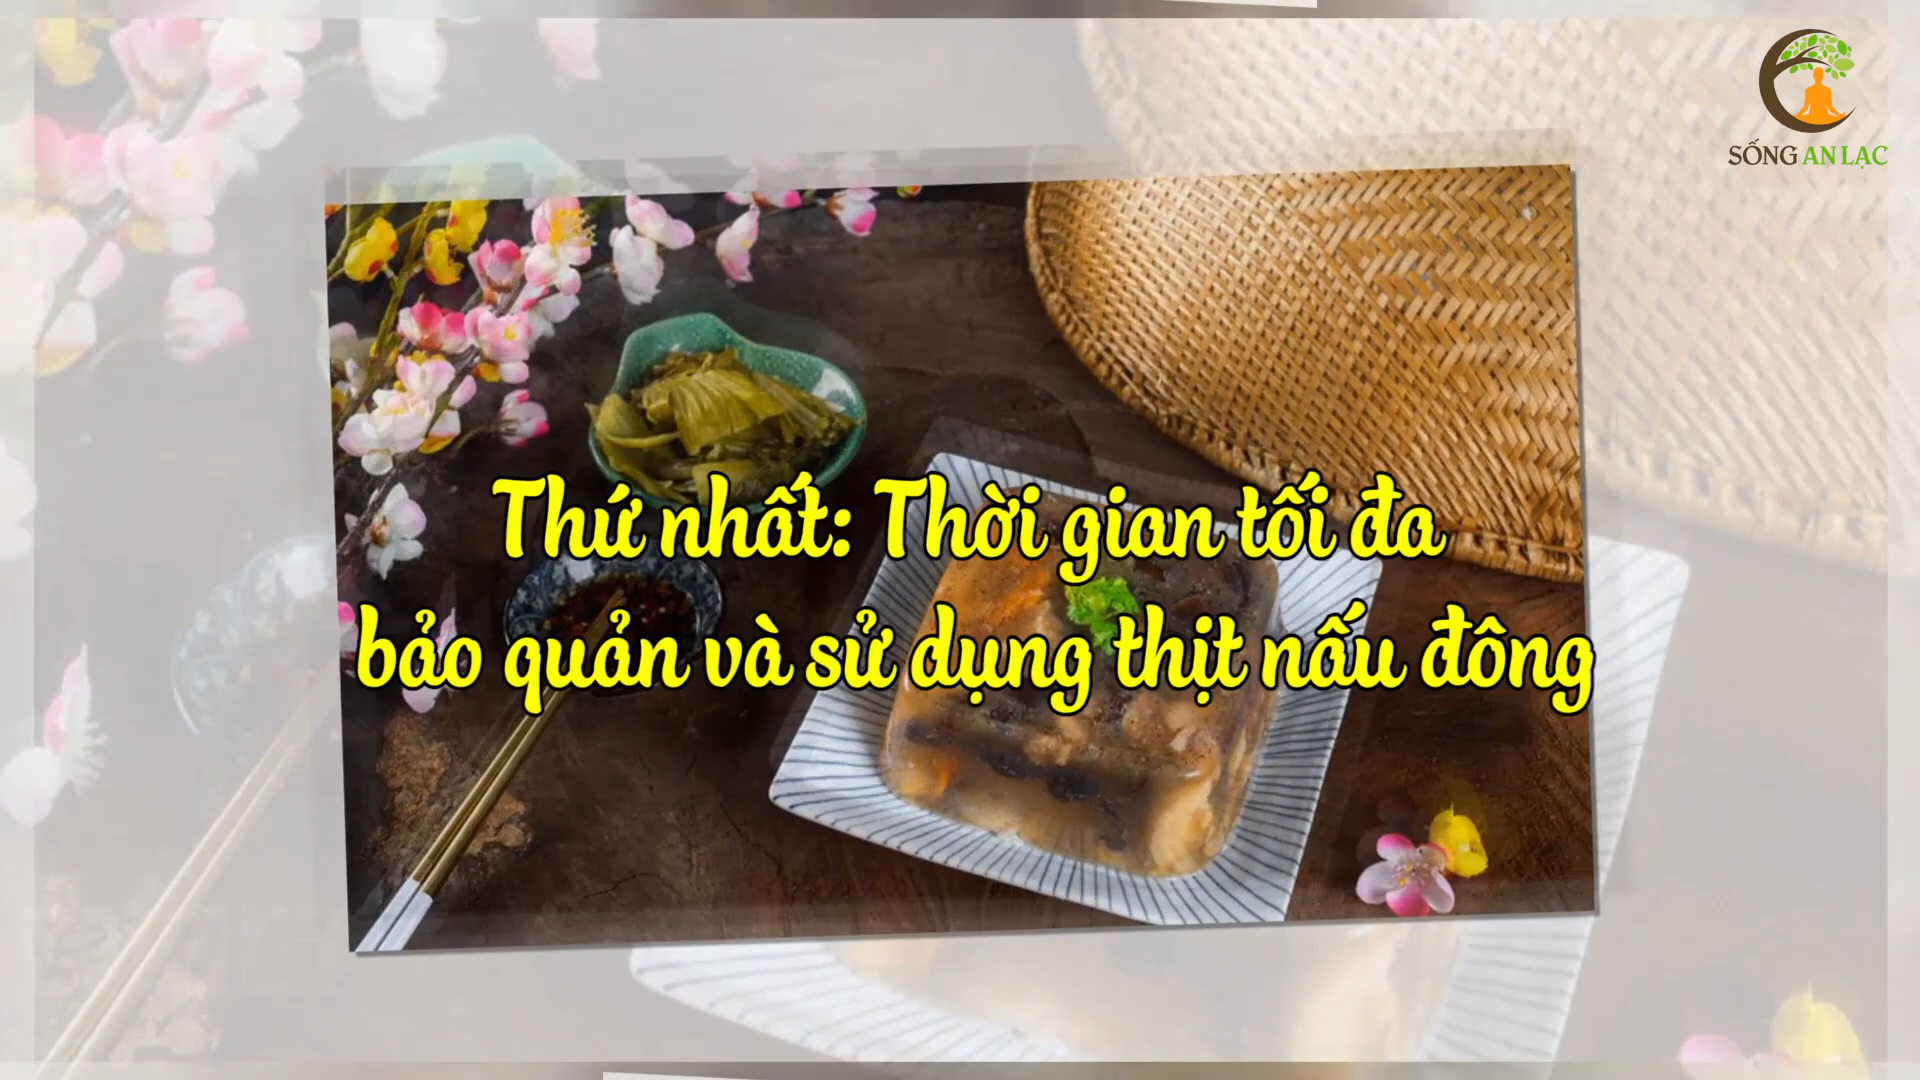 SỐNG AN LẠC
Thứ nhất: Thời gian tối đa
bảo quản và sử dụng thịt nấu đông